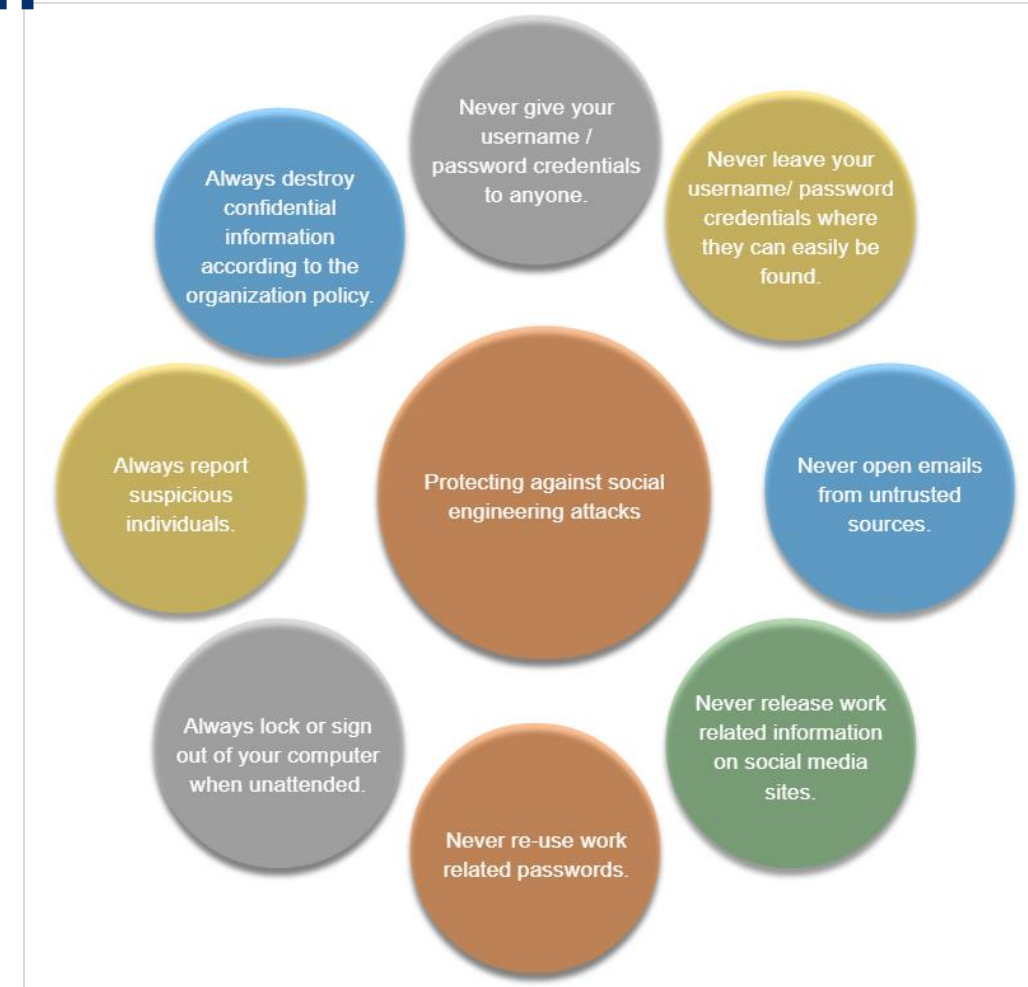 Never give your
username /
password credentials
to anyone.
Never leave your
username/ password
credentials where
they can easily be
found.
Never open emails
from untrusted
sources.
Never release work
related information
on social media
sites.
Never re-use work
related passwords.
Always lock or sign
out of your computer
when unattended.
Always report
suspicious
individuals.
Always destroy
confidential
information
according to the
organization policy.
Protecting against social
engineering attacks